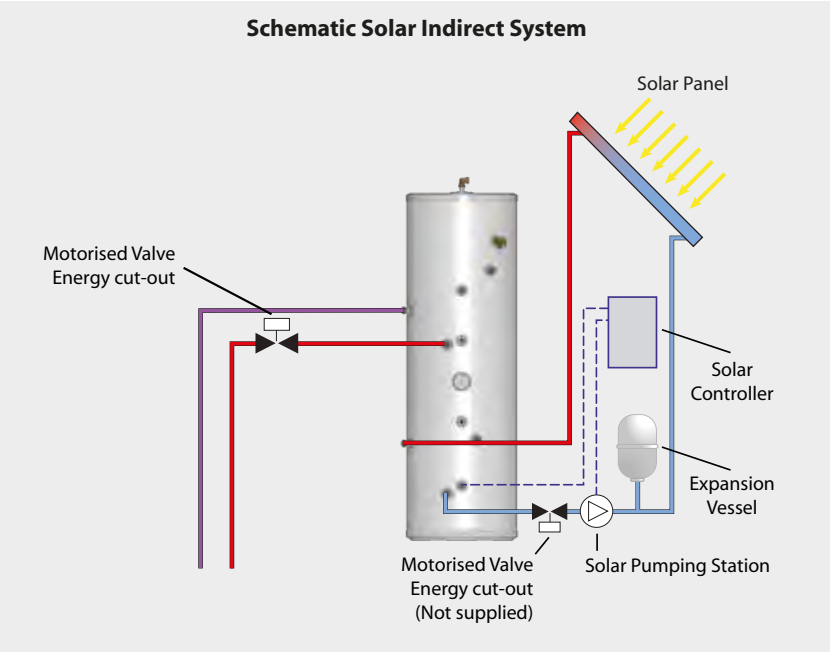 Schematic Solar Indirect System
Solar Panel
Motorised Valve
Energy cut-out
Solar
Controller
Expansion
Vessel
Motorised Valve
Energy cut-out
(Not supplied)
Solar Pumping Station